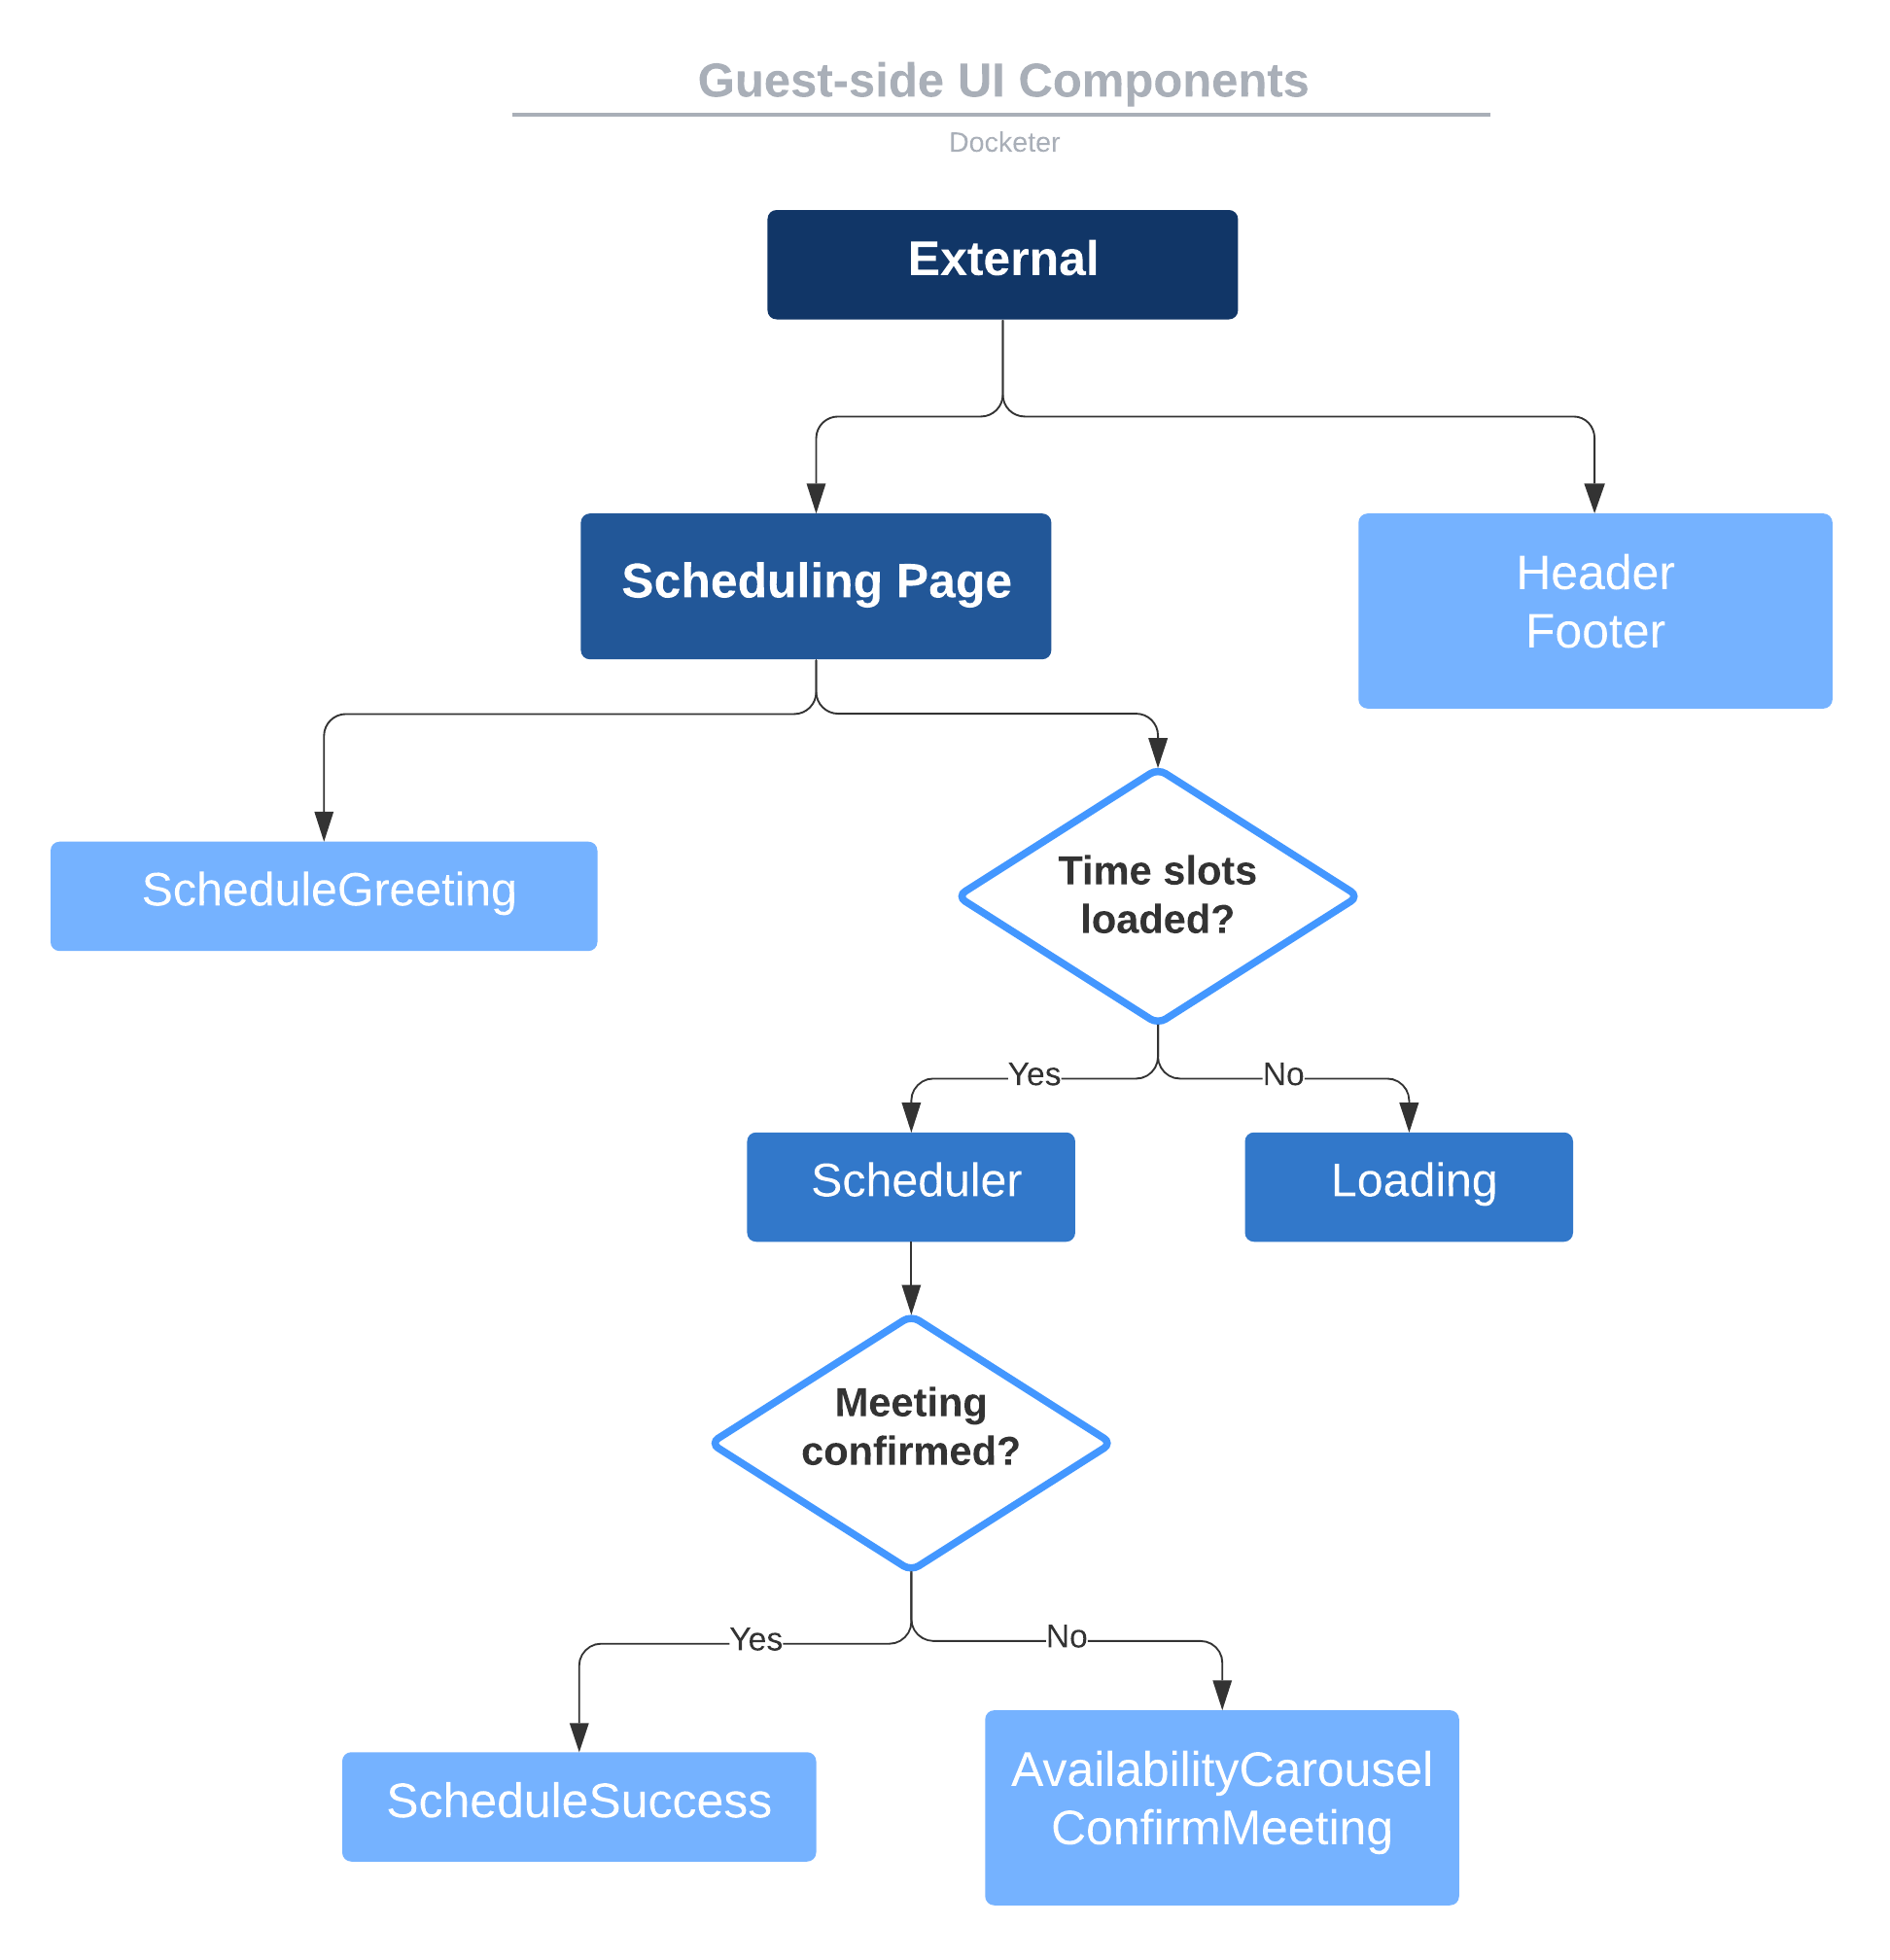 Guest-side UI Components
Docketer
External
Scheduling Page
Header
Footer
ScheduleGreeting
Time slots
loaded?
Yes
No
Scheduler
Loading
Meeting
confirmed?
Yes
No
ScheduleSuccess
AvailabilityCarousel
ConfirmMeeting